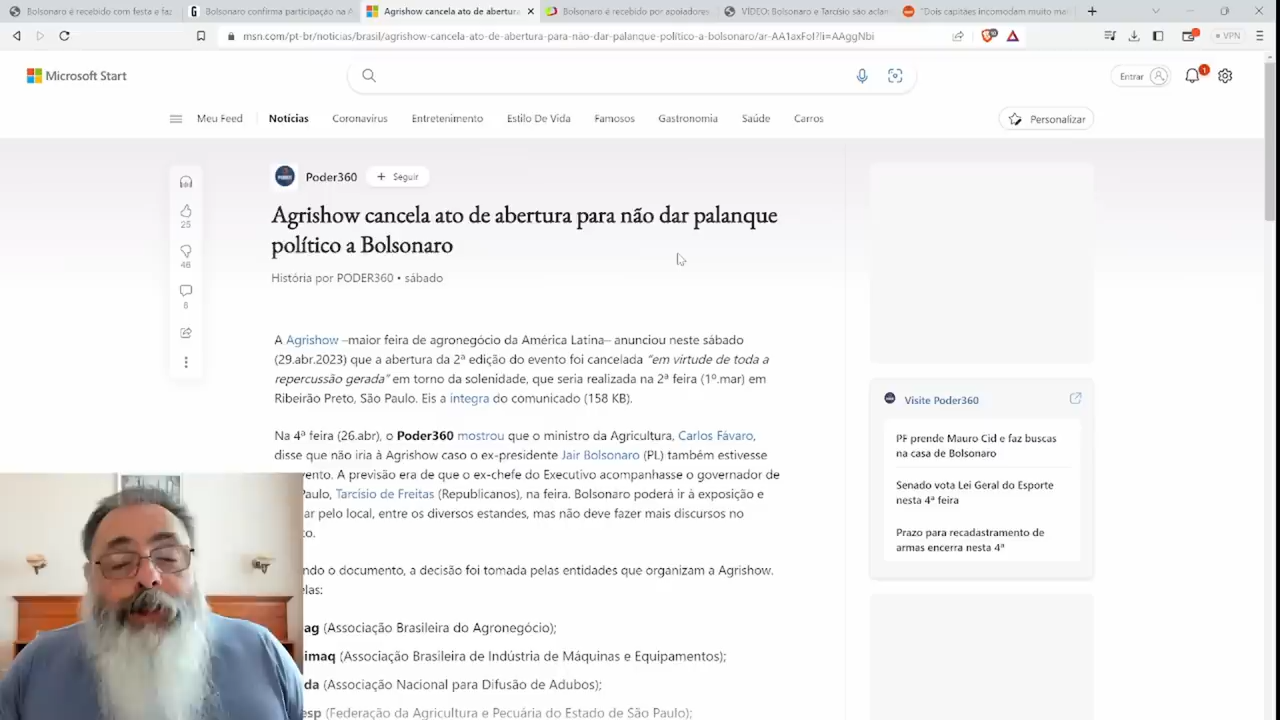 Bolsonaro é recebido com festa e faz
Bolsonaro confirma participação na A
Agrishow cancela ato de abertura
Bolsonaro é recebido por apoiadores
VÍDEO: Bolsonaro e Tarcísio são aclan
"Dois capitães incomodam muito mai
msn.com/pt-br/noticias/brasil/agrishow-cancela-ato-de-abertura-para-não-dar-palanque-político-a-bolsonaro/ar-AA1axFoI?li=AAggNbi
VPN
Microsoft Start
Entrar
1
Meu Feed
Notícias
Coronavírus
Entretenimento
Estilo De Vida
Famosos
Gastronomia
Saúde
Carros
Personalizar
Poder360
+ Seguir
Agrishow cancela ato de abertura para não dar palanque
político a Bolsonaro
História por PODER360 • sábado
25
46
6
A Agrishow –maior feira de agronegócio da América Latina– anunciou neste sábado
(29.abr.2023) que a abertura da 2ª edição do evento foi cancelada “em virtude de toda a
repercussão gerada” em torno da solenidade, que seria realizada na 2ª feira (1º.mar) em
Ribeirão Preto, São Paulo. Eis a íntegra do comunicado (158 KB).
Na 4ª feira (26.abr), o Poder360 mostrou que o ministro da Agricultura, Carlos Fávaro,
disse que não iria à Agrishow caso o ex-presidente Jair Bolsonaro (PL) também estivesse
vento. A previsão era de que o ex-chefe do Executivo acompanhasse o governador de
Paulo, Tarcísio de Freitas (Republicanos), na feira. Bolsonaro poderá ir à exposição e
ar pelo local, entre os diversos estandes, mas não deve fazer mais discursos no
o.
ndo o documento, a decisão foi tomada pelas entidades que organizam a Agrishow.
elas:
ag (Associação Brasileira do Agronegócio);
imaq (Associação Brasileira de Indústria de Máquinas e Equipamentos);
da (Associação Nacional para Difusão de Adubos);
esp (Federação da Agricultura e Pecuária do Estado de São Paulo);
Visite Poder360
PF prende Mauro Cid e faz buscas
na casa de Bolsonaro
Senado vota Lei Geral do Esporte
nesta 4ª feira
Prazo para recadastramento de
armas encerra nesta 4ª